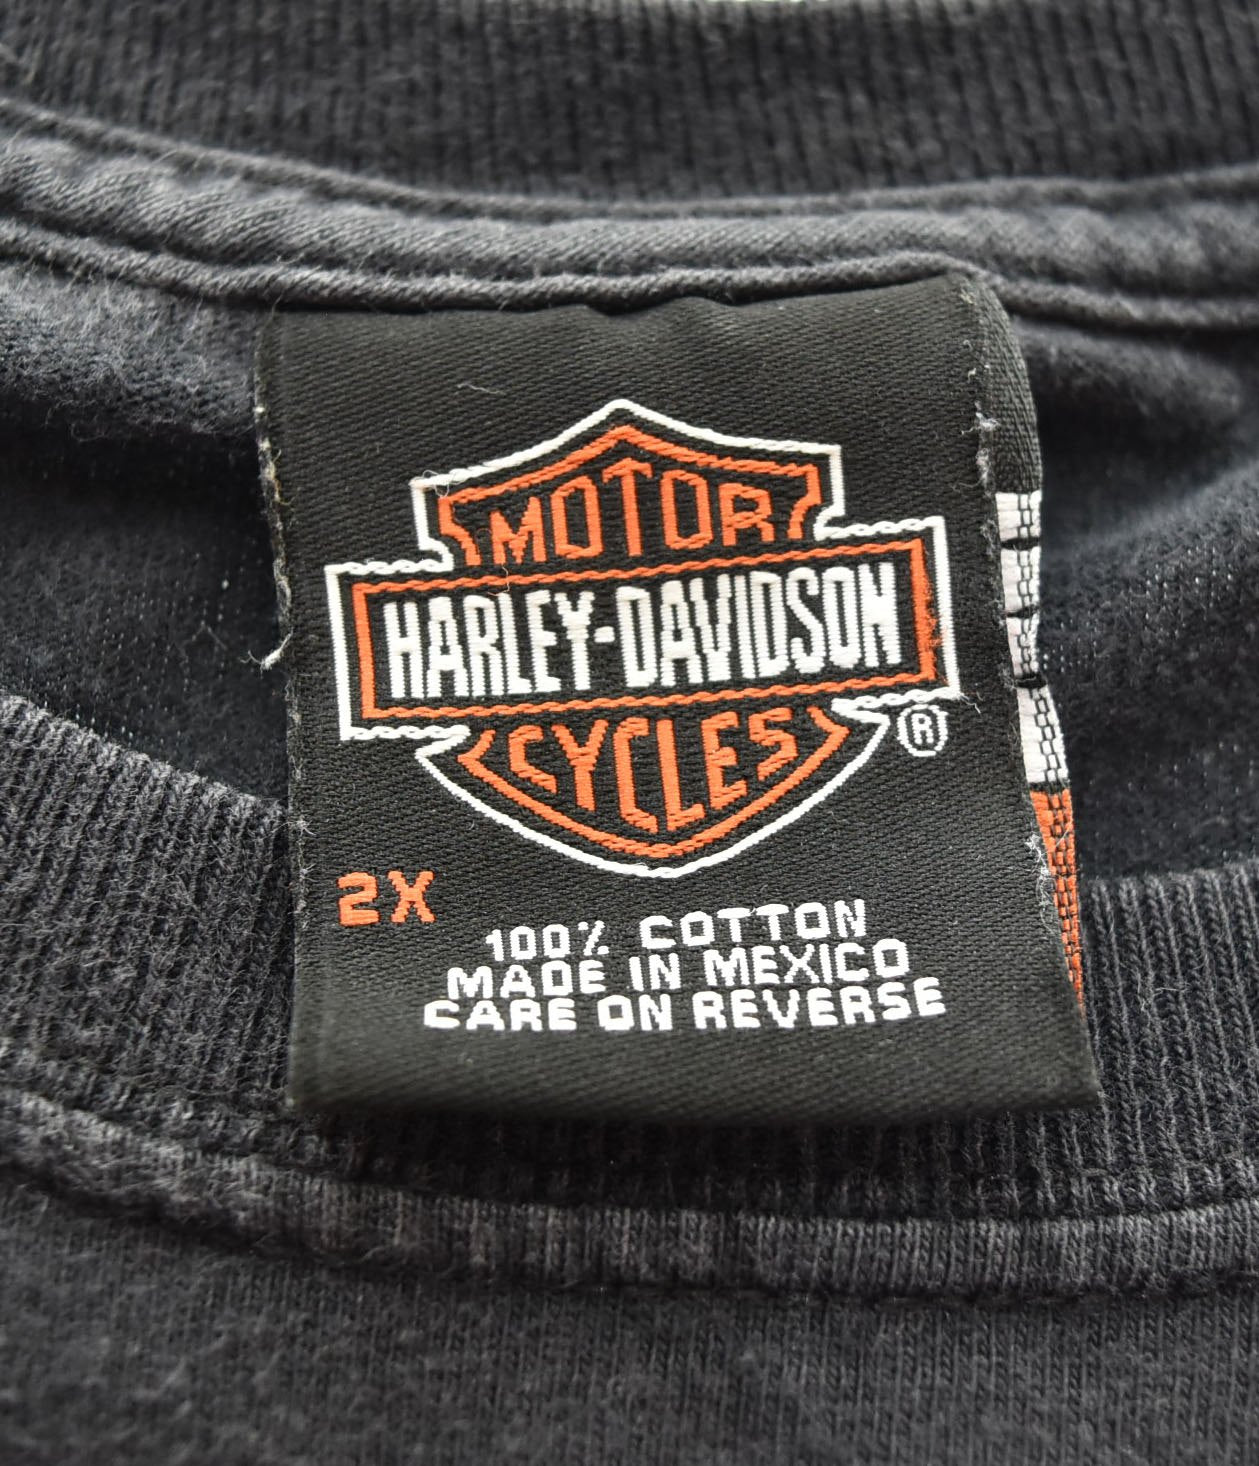 MOTOR
HARLEY-DAVIDSON
CYCLES
®
2X
100% COTTON
MADE IN MEXICO
CARE ON REVERSE